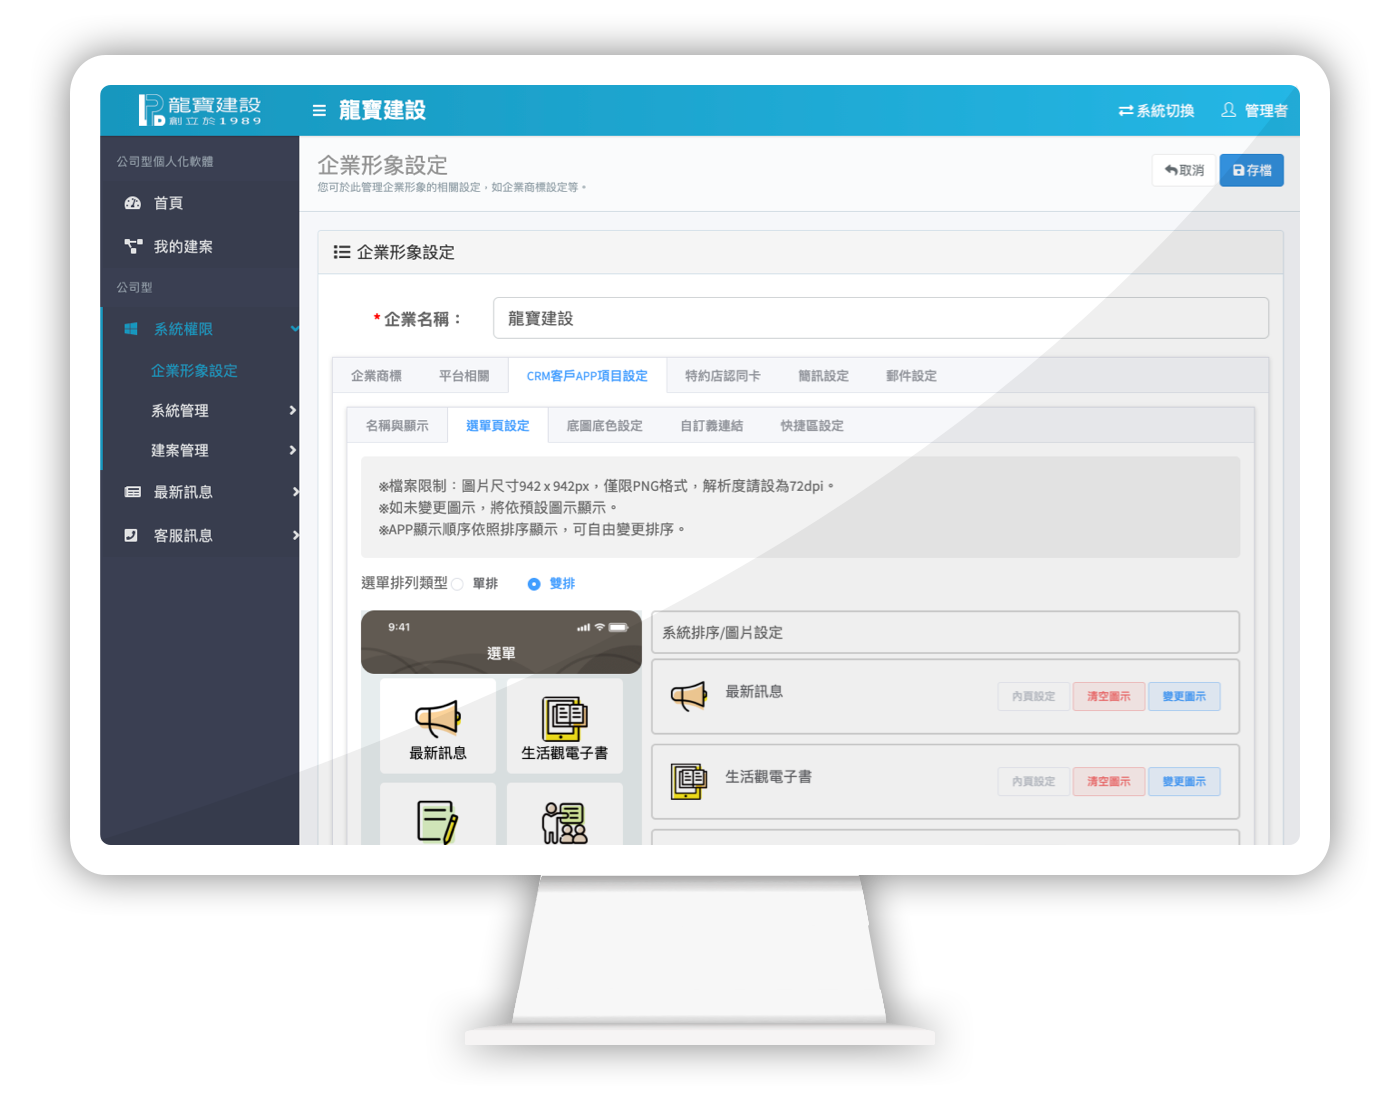 龍寶建設
創立於1989
龍寶建設
系統切換
管理者
公司型個人化軟體
首頁
我的建案
公司型
系統權限
企業形象設定
系統管理
建案管理
最新訊息
客服訊息
企業形象設定
您可於此管理企業形象的相關設定，如企業商標設定等。
取消
存檔
企業形象設定
*企業名稱：
龍寶建設
企業商標
平台相關
CRM客戶APP項目設定
特約店認同卡
簡訊設定
郵件設定
名稱與顯示
選單頁設定
底圖底色設定
自訂義連結
快捷區設定
※檔案限制：圖片尺寸942 x 942px，僅限PNG格式，解析度請設為72dpi。
※如未變更圖示，將依預設圖示顯示。
※APP顯示順序依照排序顯示，可自由變更排序。
選單排列類型 單排 雙排
9:41
選單
最新訊息
生活觀電子書
系統排序/圖片設定
最新訊息
內頁設定
清空圖示
變更圖示
生活觀電子書
內頁設定
清空圖示
變更圖示